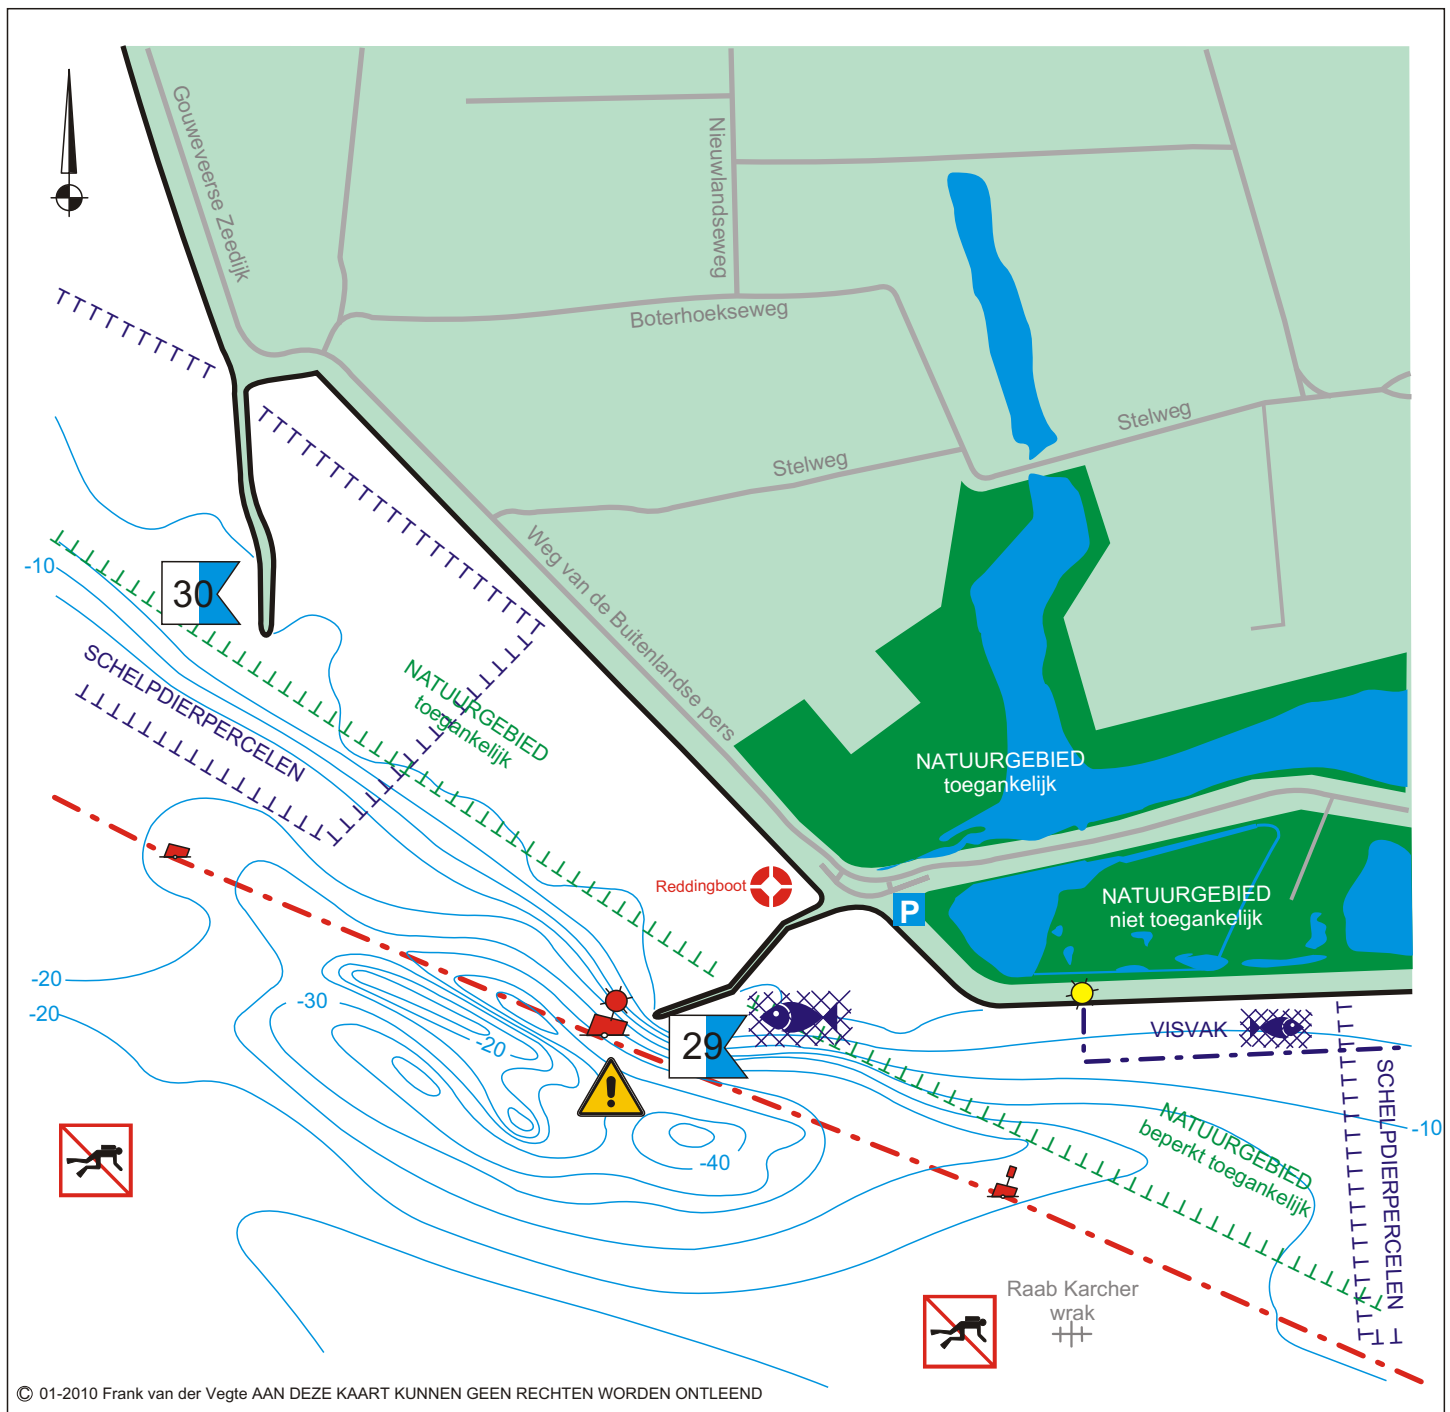 Gouweveerse Zeedijk
Nieuwlandseweg
Boterhoekseweg
Stelweg
Stelweg
Weg van de Buitenlandse pers
-10
30
SCHELPDIERPERCELEN
NATUURGEBIED
toegankelijk
NATUURGEBIED
toegankelijk
Reddingboot
P
NATUURGEBIED
niet toegankelijk
-20
-20
-30
-20
29
VISVAK
SCHELPDIERPERCELEN
-10
NATUURGEBIED
beperkt toegankelijk
!
-40
Raab Karcher
wrak
© 01-2010 Frank van der Vegte AAN DEZE KAART KUNNEN GEEN RECHTEN WORDEN ONTLEEND